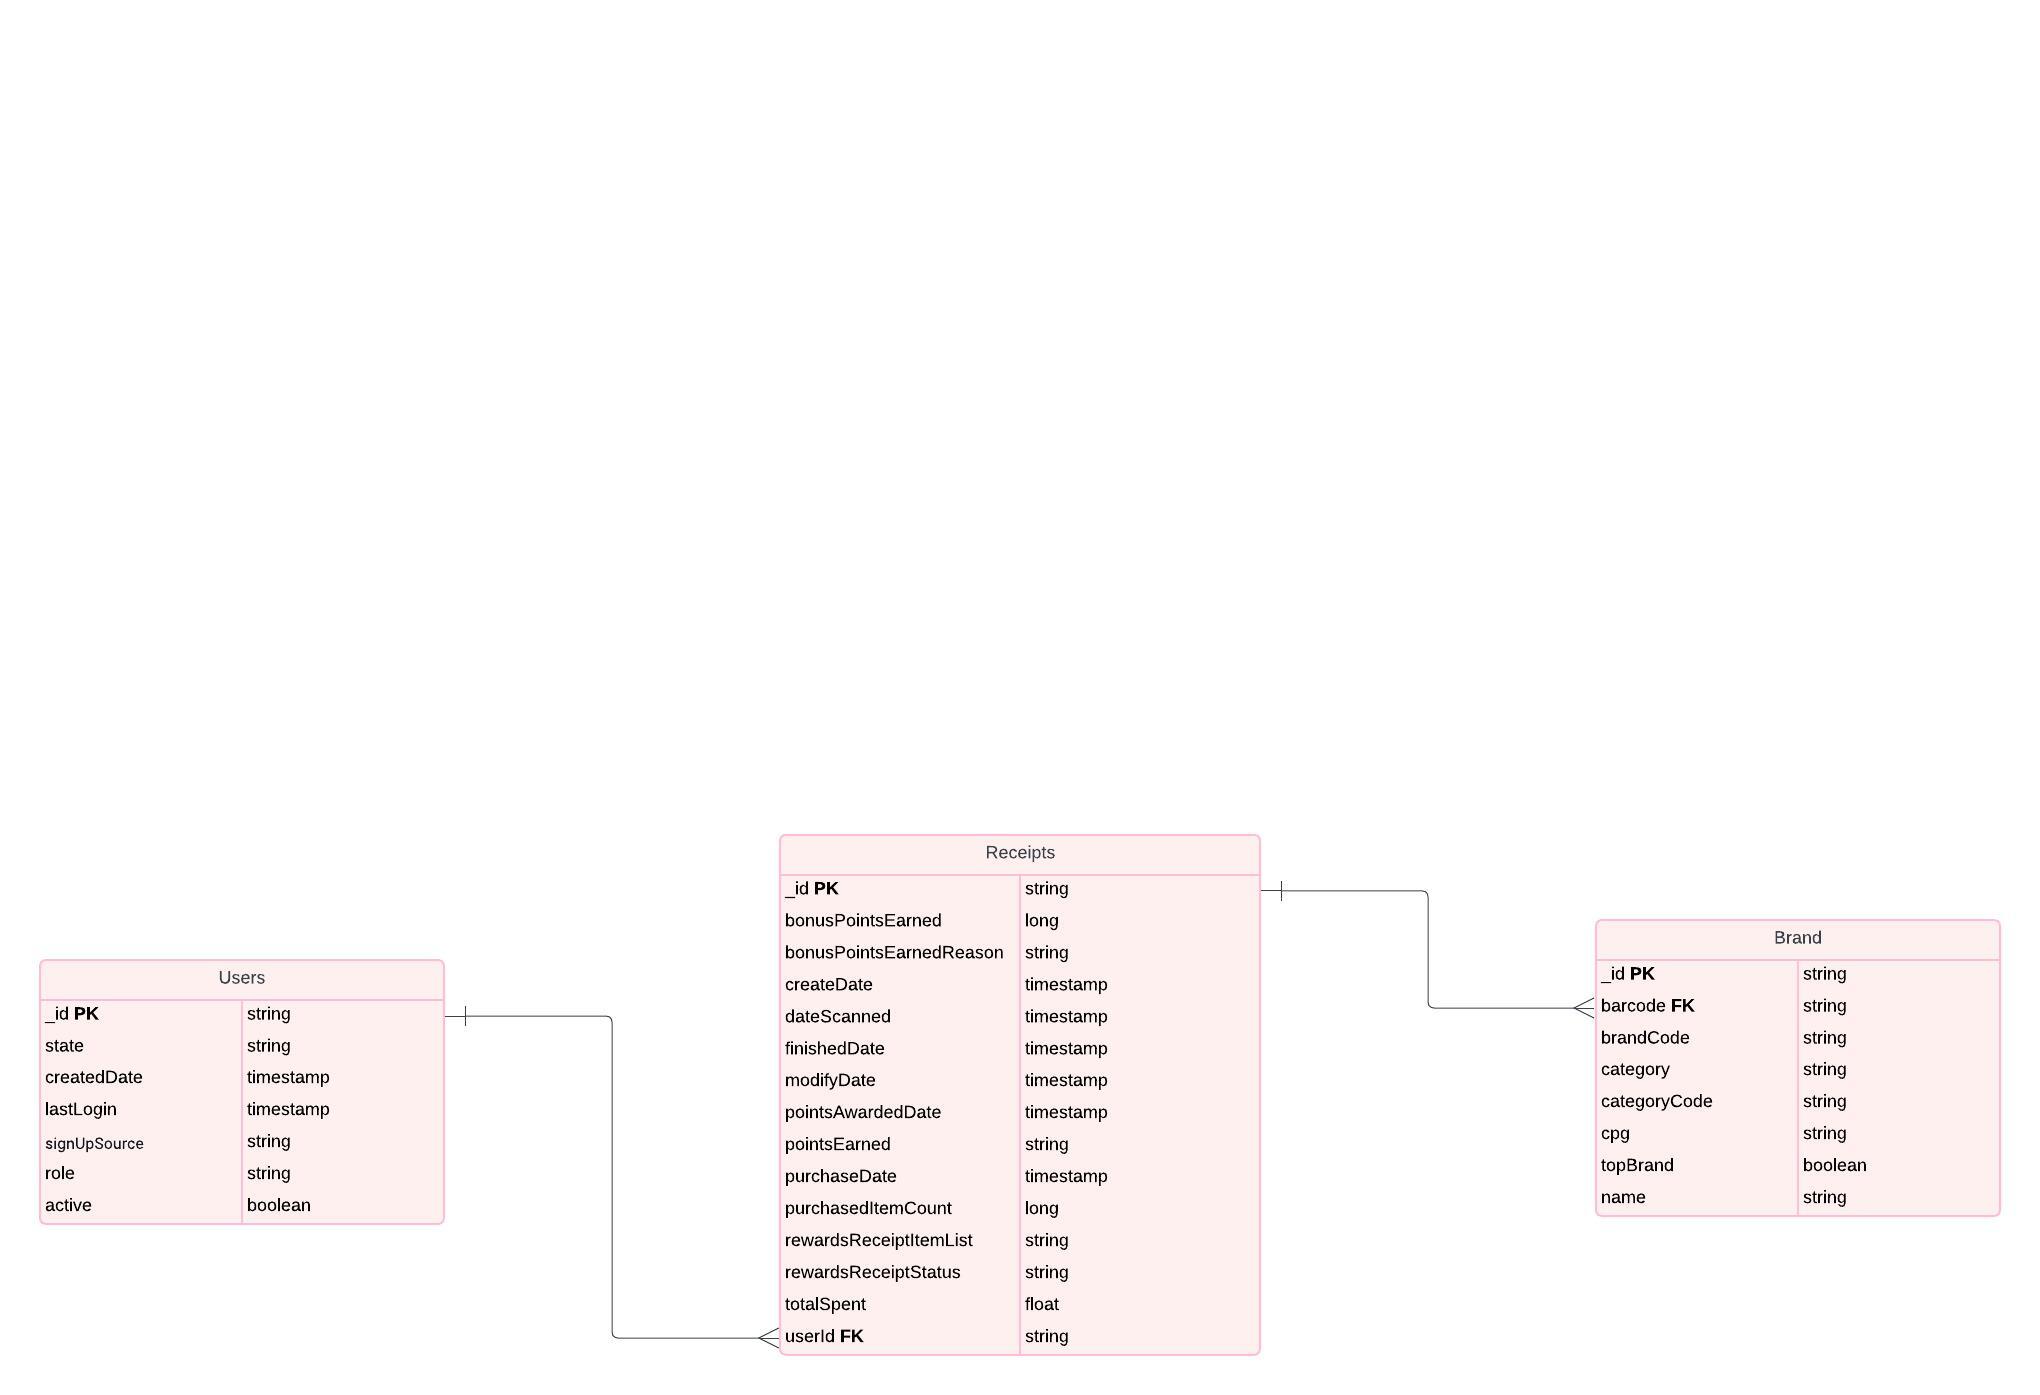 Users
_id PK string
state string
createdDate timestamp
lastLogin timestamp
signUpSource string
role string
active boolean
Receipts
_id PK string
bonusPointsEarned long
bonusPointsEarnedReason string
createDate timestamp
dateScanned timestamp
finishedDate timestamp
modifyDate timestamp
pointsAwardedDate timestamp
pointsEarned string
purchaseDate timestamp
purchasedItemCount long
rewardsReceiptItemList string
rewardsReceiptStatus string
totalSpent float
userId FK string
Brand
_id PK string
barcode FK string
brandCode string
category string
categoryCode string
cpg string
topBrand boolean
name string